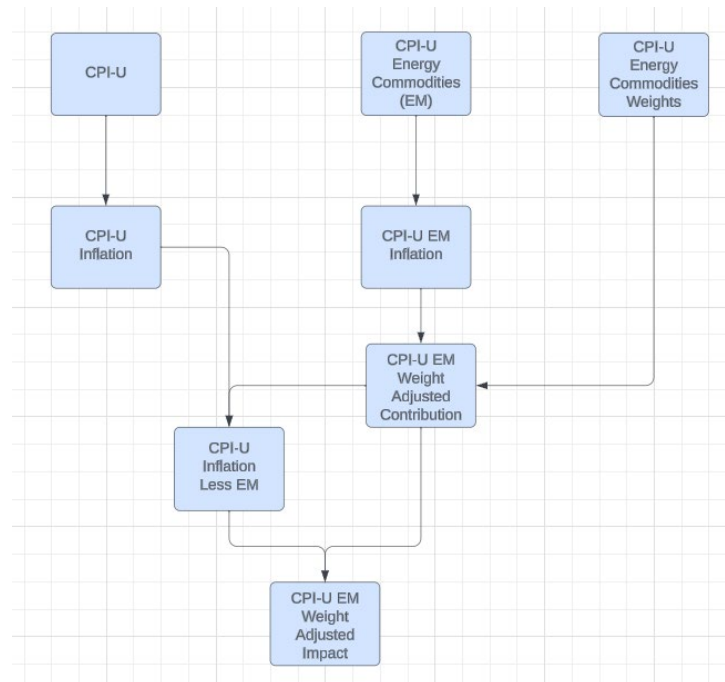 CPI-U
CPI-U
Energy
Commodities
(EM)
CPI-U
Energy
Commodities
Weights
CPI-U
Inflation
CPI-U EM
Inflation
CPI-U EM
Weight
Adjusted
Contribution
CPI-U
Inflation
Less EM
CPI-U EM
Weight
Adjusted
Impact